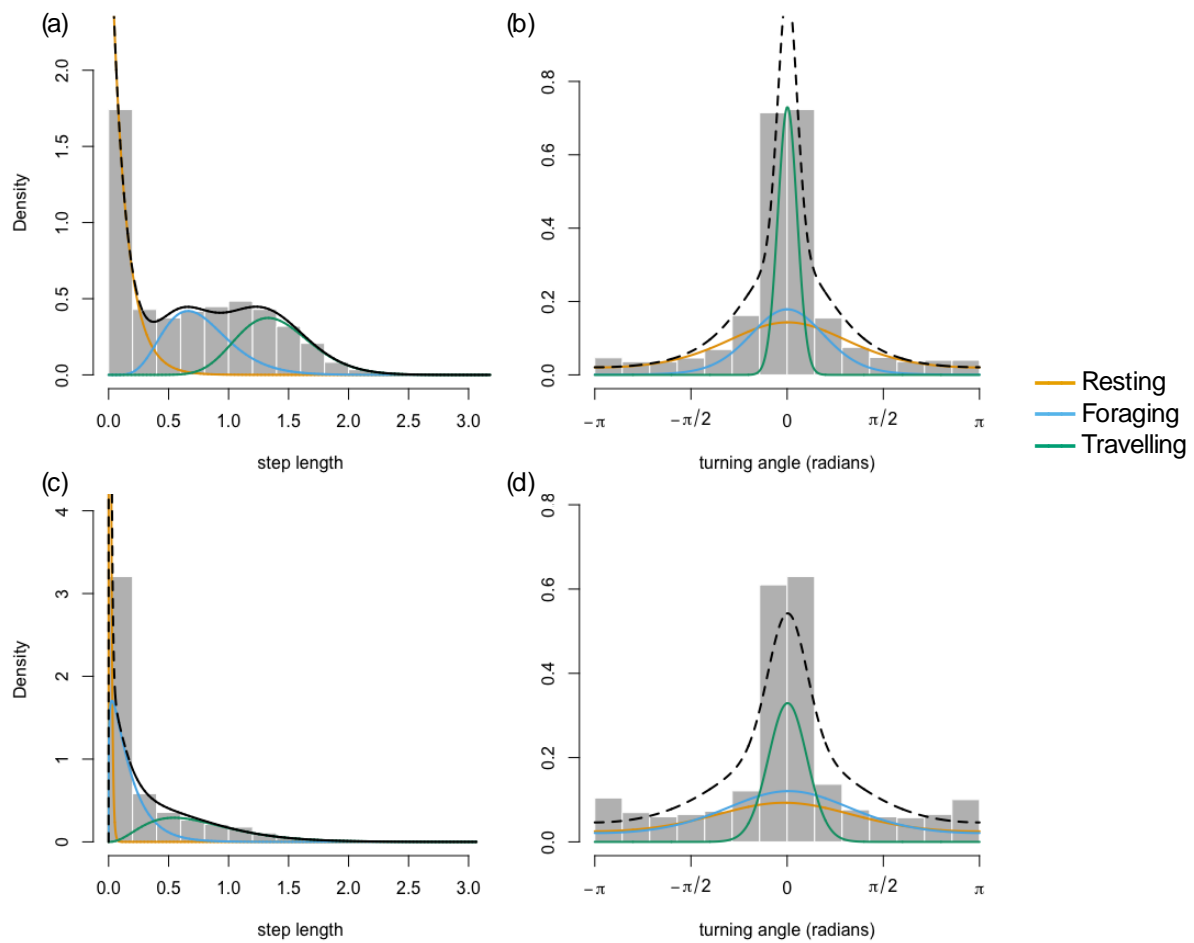 (a)
Density
2.0
1.5
1.0
0.5
0.0
0.0 0.5 1.0 1.5 2.0 2.5 3.0
step length
(b)
0.8
0.6
0.4
0.2
0.0
−π −π/2 0 π/2 π
turning angle (radians)
Resting
Foraging
Travelling
(c)
Density
4
3
2
1
0
0.0 0.5 1.0 1.5 2.0 2.5 3.0
step length
(d)
0.8
0.6
0.4
0.2
0.0
−π −π/2 0 π/2 π
turning angle (radians)